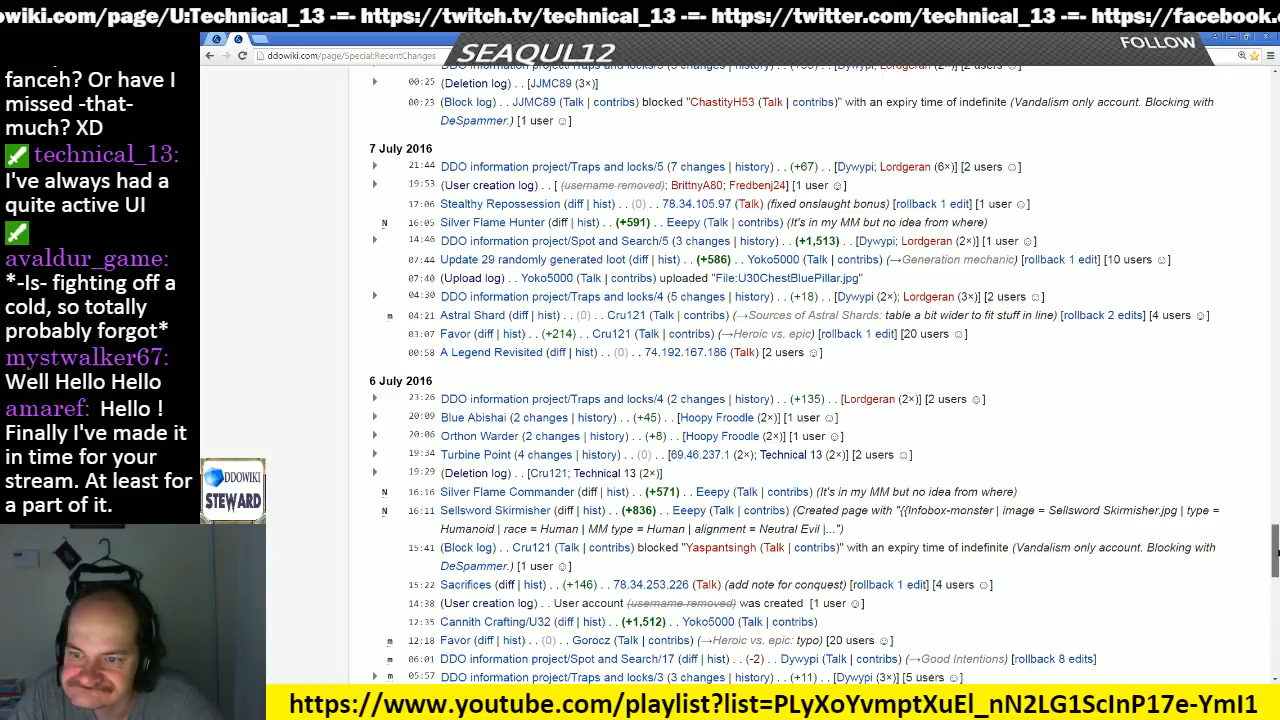 owiki.com/page/U:Technical_13 -=- https://twitch.tv/technical_13 -=- https://twitter.com/technical_13 -=- https://facebook.
fanceh? Or have I
missed -that-
much? XD
technical_13:
I've always had a
quite active UI
avaldur_game:
*-Is- fighting off a
cold, so totally
probably forgot*
mystwalker67:
Well Hello Hello
amaref: Hello !
Finally I've made it
in time for your
stream. At least for
a part of it.
ddowiki.com/page/Special:RecentChanges
SEAQUL12
FOLLOW
00:25 (Deletion log) . . [JJMC89 (3×)]
00:23 (Block log) . . JJMC89 (Talk | contribs) blocked "ChastityH53 (Talk | contribs)" with an expiry time of indefinite (Vandalism only account. Blocking with
DeSpammer.) [1 user ☺]
7 July 2016
21:44 DDO information project/Traps and locks/5 (7 changes | history) . . (+67) . . [Dywypi; Lordgeran (6×)] [2 users ☺]
19:53 (User creation log) . . [ (username removed); BrittnyA80; Fredbenj24] [1 user ☺]
17:06 Stealthy Repossession (diff | hist) . . (0) . . 78.34.105.97 (Talk) (fixed onslaught bonus) [rollback 1 edit] [1 user ☺]
N 16:05 Silver Flame Hunter (diff | hist) . . (+591) . . Eeepy (Talk | contribs) (It's in my MM but no idea from where)
14:46 DDO information project/Spot and Search/5 (3 changes | history) . . (+1,513) . . [Dywypi; Lordgeran (2×)] [1 user ☺]
07:44 Update 29 randomly generated loot (diff | hist) . . (+586) . . Yoko5000 (Talk | contribs) (→Generation mechanic) [rollback 1 edit] [10 users ☺]
07:40 (Upload log) . . Yoko5000 (Talk | contribs) uploaded "File:U30ChestBluePillar.jpg"
04:30 DDO information project/Traps and locks/4 (5 changes | history) . . (+18) . . [Dywypi (2×); Lordgeran (3×)] [2 users ☺]
m 04:21 Astral Shard (diff | hist) . . (0) . . Cru121 (Talk | contribs) (→Sources of Astral Shards: table a bit wider to fit stuff in line) [rollback 2 edits] [4 users ☺]
03:07 Favor (diff | hist) . . (+214) . . Cru121 (Talk | contribs) (→Heroic vs. epic) [rollback 1 edit] [20 users ☺]
00:58 A Legend Revisited (diff | hist) . . (0) . . 74.192.167.186 (Talk) [2 users ☺]
6 July 2016
23:26 DDO information project/Traps and locks/4 (2 changes | history) . . (+135) . . [Lordgeran (2×)] [2 users ☺]
20:09 Blue Abishai (2 changes | history) . . (+45) . . [Hoopy Froodle (2×)] [1 user ☺]
20:06 Orthon Warder (2 changes | history) . . (+8) . . [Hoopy Froodle (2×)] [1 user ☺]
19:34 Turbine Point (4 changes | history) . . (0) . . [69.46.237.1 (2×); Technical 13 (2×)] [2 users ☺]
19:29 (Deletion log) . . [Cru121; Technical 13 (2×)]
N 16:16 Silver Flame Commander (diff | hist) . . (+571) . . Eeepy (Talk | contribs) (It's in my MM but no idea from where)
N 16:11 Sellsword Skirmisher (diff | hist) . . (+836) . . Eeepy (Talk | contribs) (Created page with "{{Infobox-monster | image = Sellsword Skirmisher.jpg | type =
Humanoid | race = Human | MM type = Human | alignment = Neutral Evil |...")
15:41 (Block log) . . Cru121 (Talk | contribs) blocked "Yaspantsingh (Talk | contribs)" with an expiry time of indefinite (Vandalism only account. Blocking with
DeSpammer.) [1 user ☺]
15:22 Sacrifices (diff | hist) . . (+146) . . 78.34.253.226 (Talk) (add note for conquest) [rollback 1 edit] [4 users ☺]
14:38 (User creation log) . . User account (username removed) was created [1 user ☺]
12:35 Cannith Crafting/U32 (diff | hist) . . (+1,512) . . Yoko5000 (Talk | contribs)
m 12:18 Favor (diff | hist) . . (0) . . Gorocz (Talk | contribs) (→Heroic vs. epic: typo) [20 users ☺]
m 06:01 DDO information project/Spot and Search/17 (diff | hist) . . (-2) . . Dywypi (Talk | contribs) (→Good Intentions) [rollback 8 edits]
m 05:57 DDO information project/Traps and locks/3 (3 changes | history) . . (+11) . . [Dywypi (3×)] [5 users ☺]
DDOWIKI
STEWARD
https://www.youtube.com/playlist?list=PLyXoYvmptXuEl_nN2LG1ScInP17e-YmI1